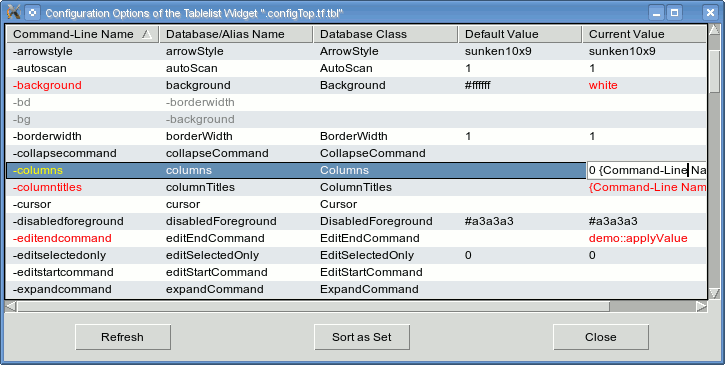 Configuration Options of the Tablelist Widget ".configTop.tf.tbl"
Command-Line Name Database/Alias Name Database Class Default Value Current Value
-arrowstyle arrowStyle ArrowStyle sunken10x9 sunken10x9
-autoscan autoScan AutoScan 1 1
-background background Background #ffffff white
-bd -borderwidth
-bg -background
-borderwidth borderWidth BorderWidth 1 1
-collapsecommand collapseCommand CollapseCommand
-columns columns Columns 0 {Command-Line Na
-columntitles columnTitles ColumnTitles {Command-Line Nam
-cursor cursor Cursor
-disabledforeground disabledForeground DisabledForeground #a3a3a3 #a3a3a3
-editendcommand editEndCommand EditEndCommand demo::applyValue
-editselectedonly editSelectedOnly EditSelectedOnly 0 0
-editstartcommand editStartCommand EditStartCommand
-expandcommand expandCommand ExpandCommand
Refresh Sort as Set Close